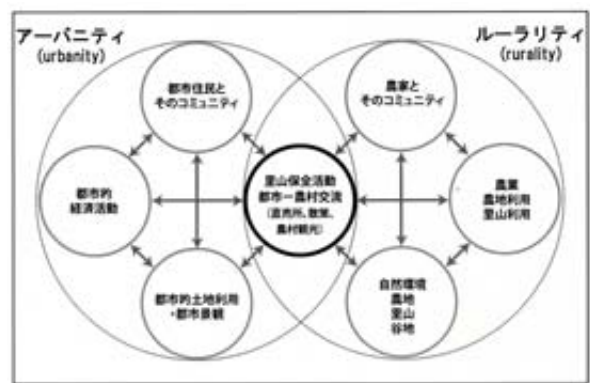 アーバニティ
(urbanity)
ルーラリティ
(rurality)
都市住民と
そのコミュニティ
農家と
そのコミュニティ
都市的
経済活動
里山保全活動
都市ー農村交流
(直売所、散策、
農村観光)
農業
農地利用
里山利用
都市的土地利用
・都市景観
自然環境
農地
里山
谷地